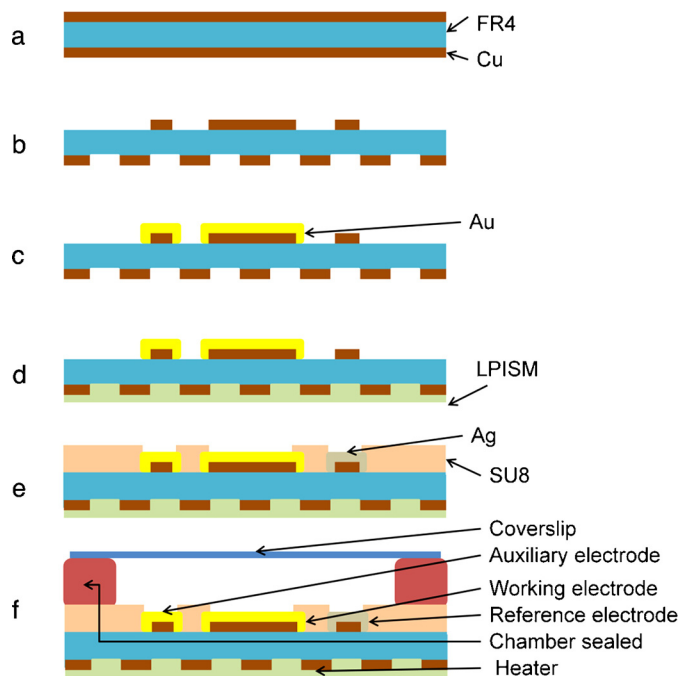 a
FR4
Cu
b
Au
c
d
LPISM
Ag
SU8
e
Coverslip
Auxiliary electrode
Working electrode
f
Reference electrode
Chamber sealed
Heater